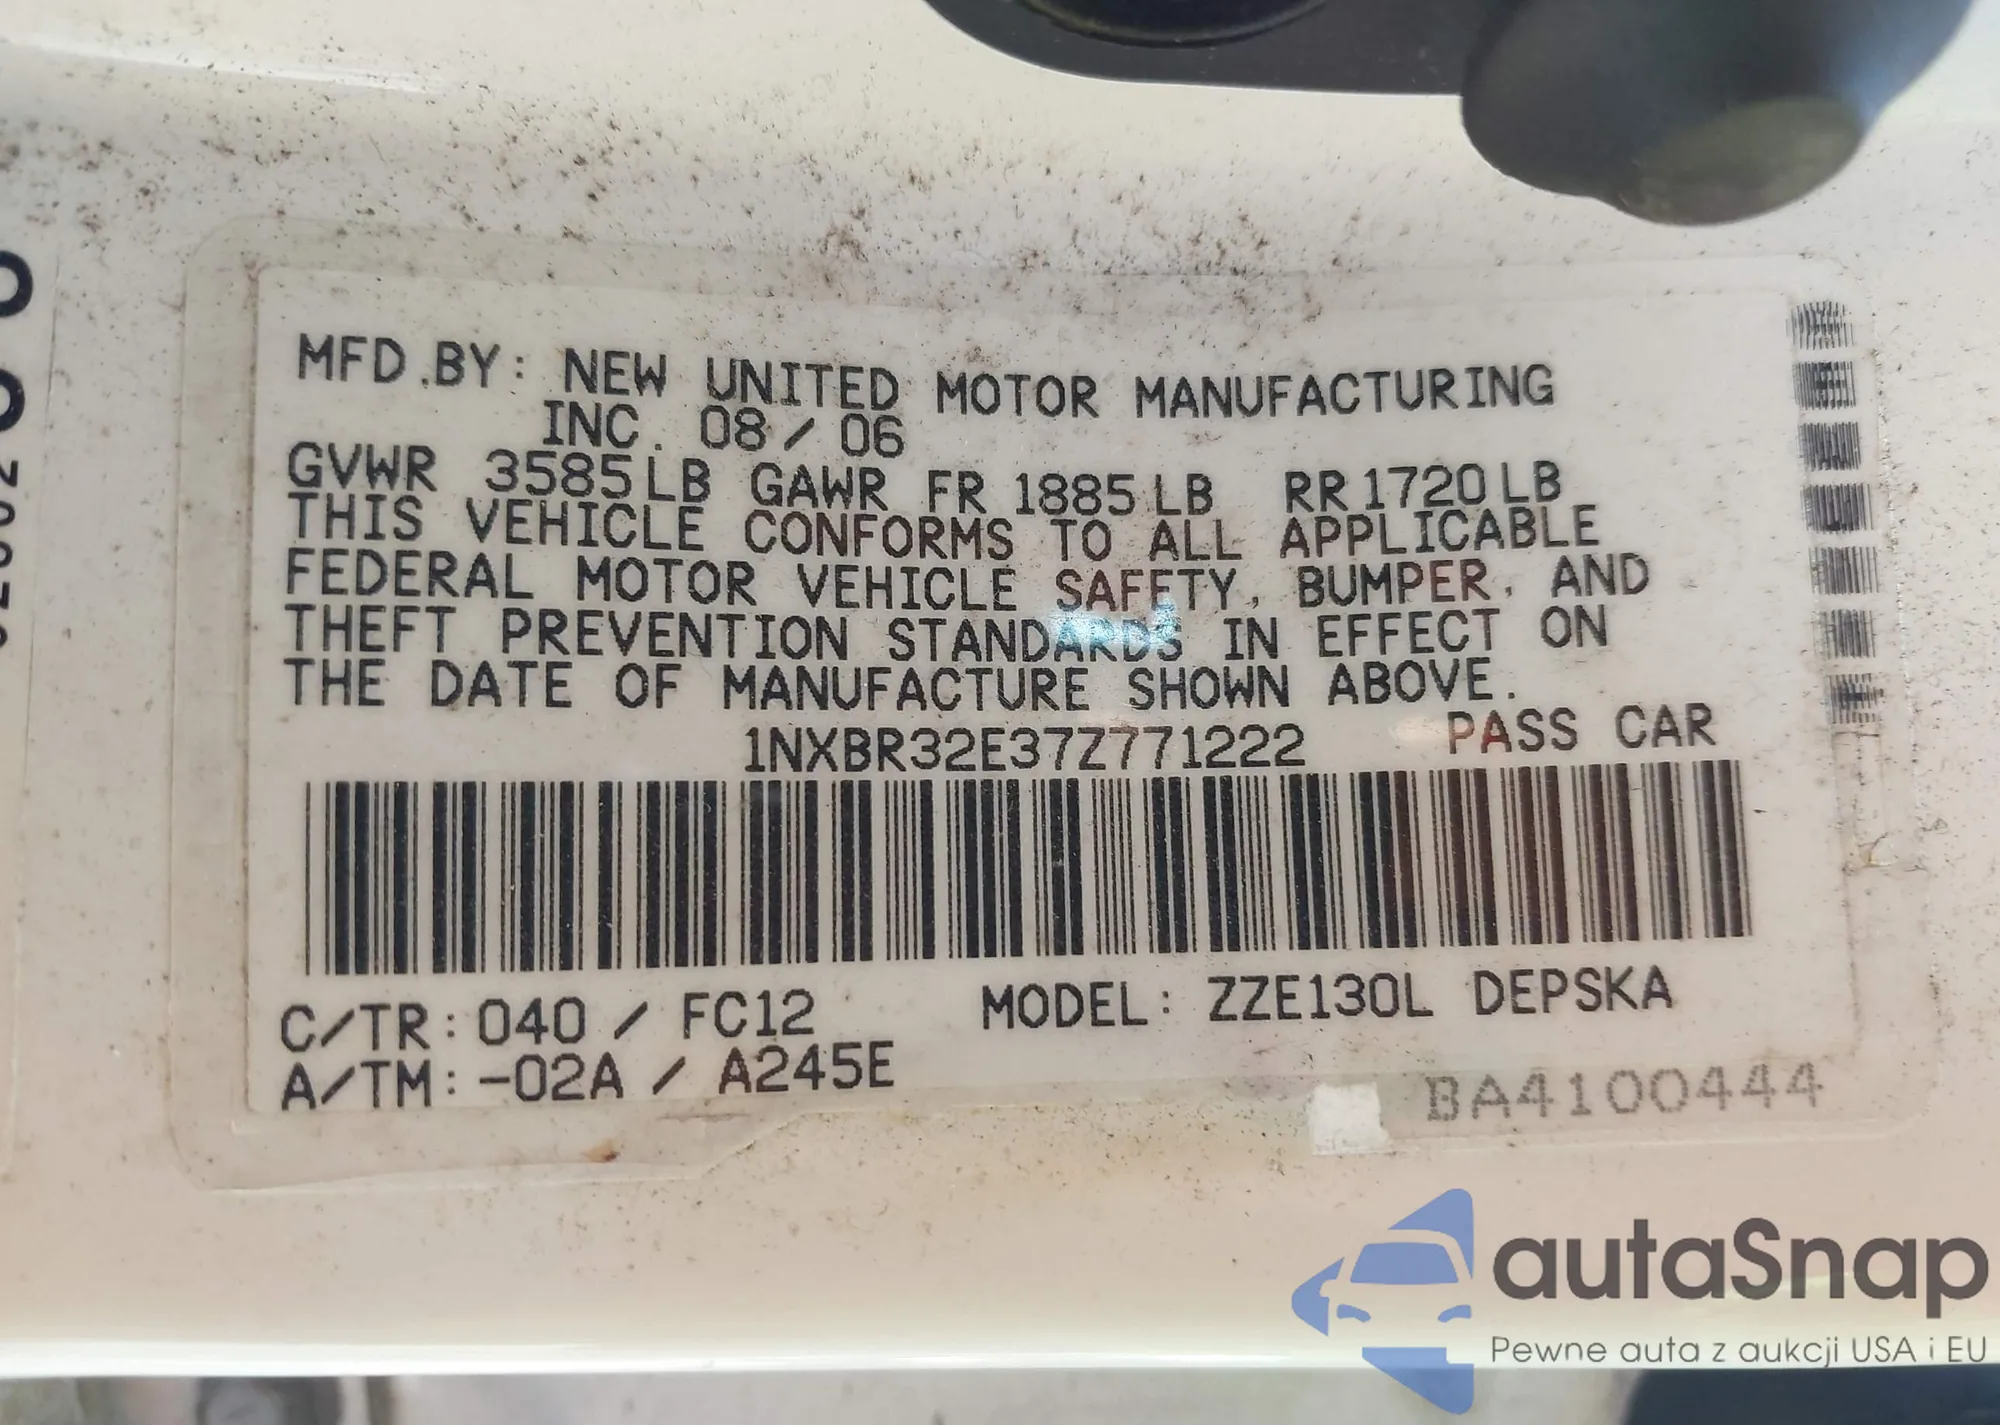 MFD.BY: NEW UNITED MOTOR MANUFACTURING
INC. 08/06
GVWR 3585LB GAWR FR 1885LB RR1720LB
THIS VEHICLE CONFORMS TO ALL APPLICABLE
FEDERAL MOTOR VEHICLE SAFETY, BUMPER, AND
THEFT PREVENTION STANDARDS IN EFFECT ON
THE DATE OF MANUFACTURE SHOWN ABOVE.
1NXBR32E37Z771222 PASS CAR
C/TR: 040 / FC12 MODEL: ZZE130L DEPSKA
A/TM: -02A / A245E
BA4100444
autaSnap
Pewne auta z aukcji USA i EU